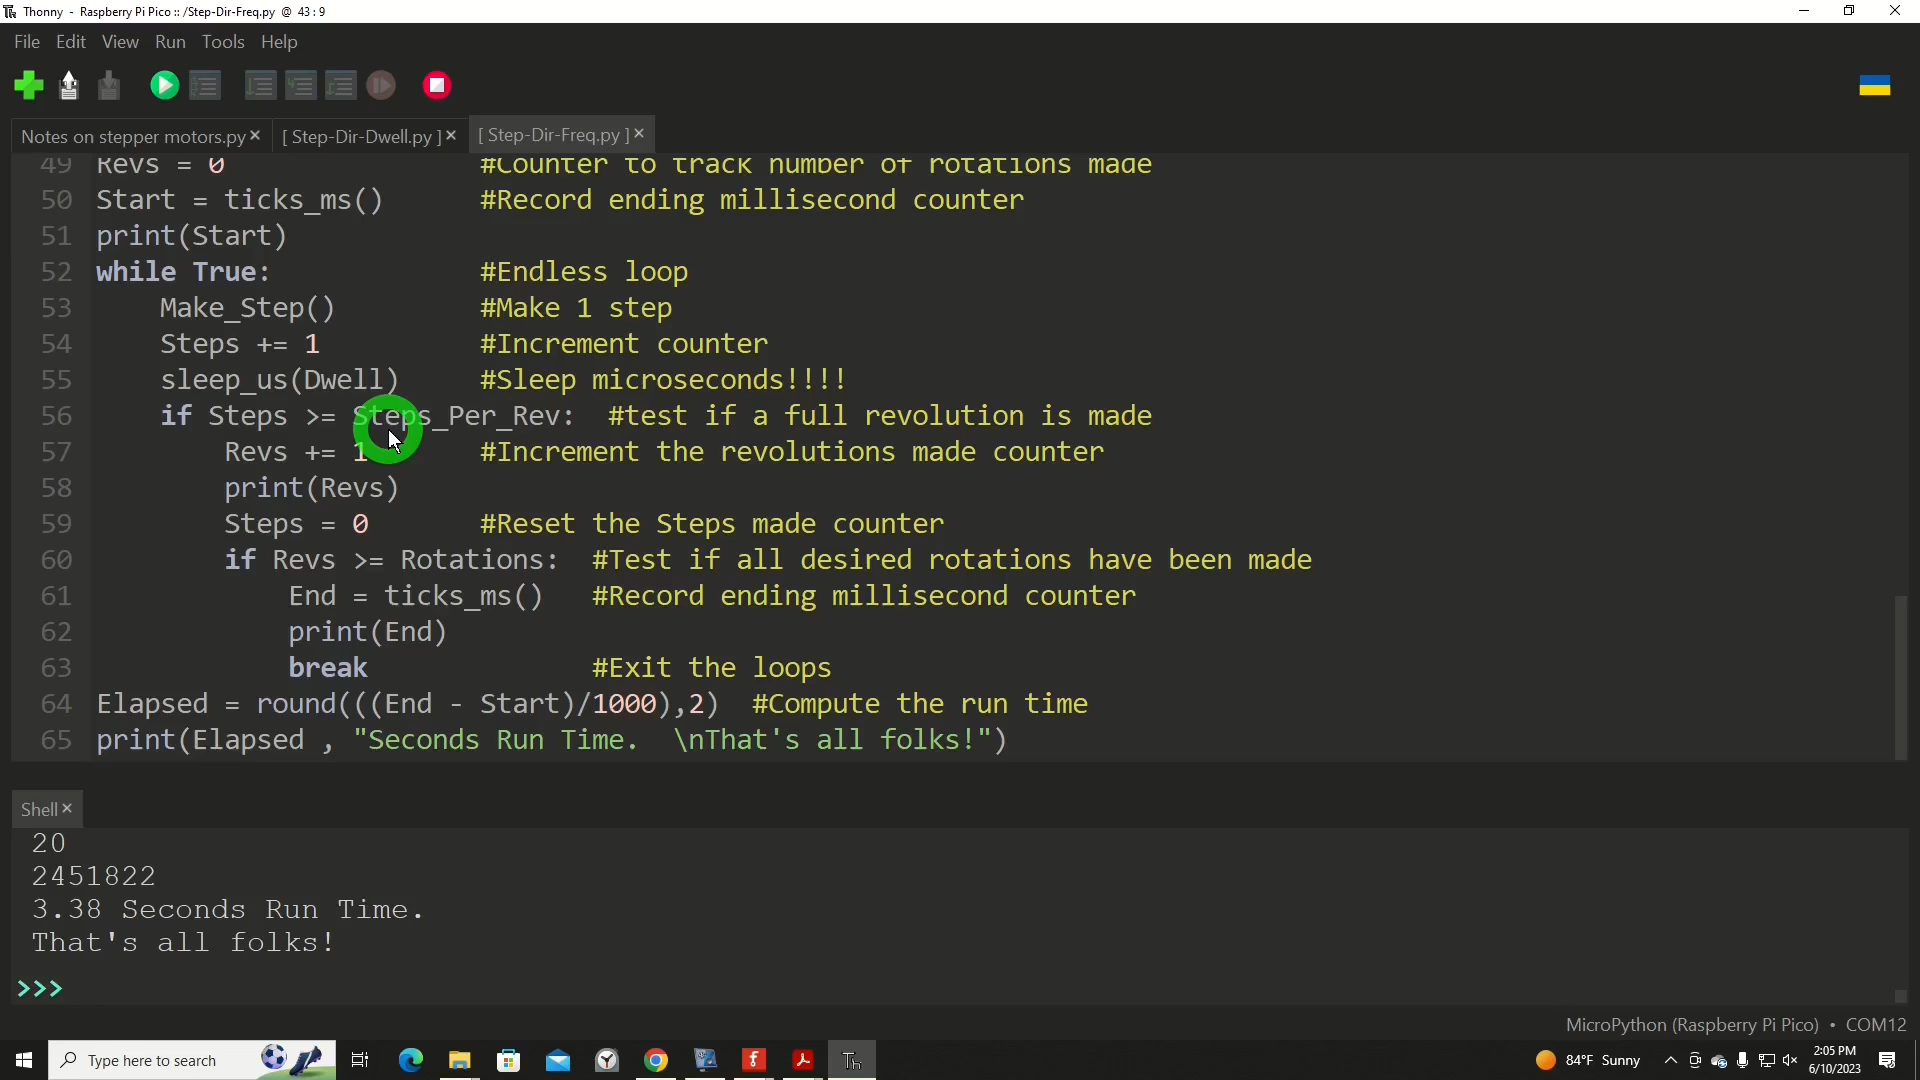 Thonny - Raspberry Pi Pico :: /Step-Dir-Freq.py @ 43 : 9
File Edit View Run Tools Help
Notes on stepper motors.py × [ Step-Dir-Dwell.py ] × [ Step-Dir-Freq.py ] ×
49 Revs = 0 #Counter to track number of rotations made
50 Start = ticks_ms() #Record ending millisecond counter
51 print(Start)
52 while True: #Endless loop
53 Make_Step() #Make 1 step
54 Steps += 1 #Increment counter
55 sleep_us(Dwell) #Sleep microseconds!!!!
56 if Steps >= Steps_Per_Rev: #test if a full revolution is made
57 Revs += 1 #Increment the revolutions made counter
58 print(Revs)
59 Steps = 0 #Reset the Steps made counter
60 if Revs >= Rotations: #Test if all desired rotations have been made
61 End = ticks_ms() #Record ending millisecond counter
62 print(End)
63 break #Exit the loops
64 Elapsed = round(((End - Start)/1000),2) #Compute the run time
65 print(Elapsed , "Seconds Run Time. \nThat's all folks!")
Shell ×
20
2451822
3.38 Seconds Run Time.
That's all folks!
>>>
MicroPython (Raspberry Pi Pico) • COM12
Type here to search
Th
84°F Sunny
2:05 PM
6/10/2023